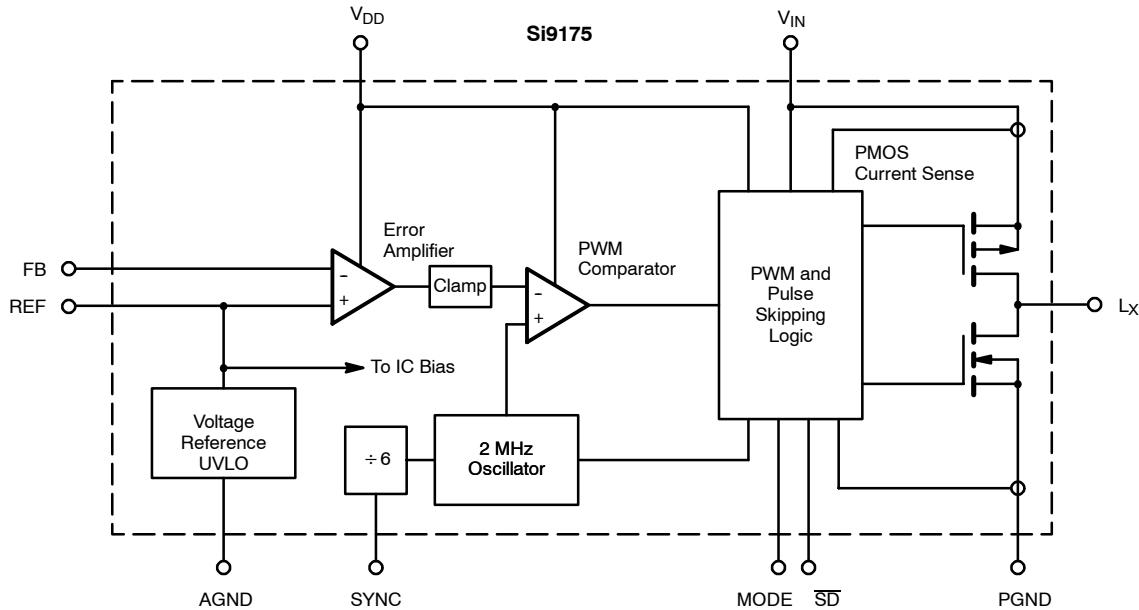 V_DD
V_IN
Si9175
PMOS
Current Sense
Error
Amplifier
PWM
Comparator
FB
REF
−
+
Clamp
−
+
PWM and
Pulse
Skipping
Logic
L_X
To IC Bias
Voltage
Reference
UVLO
÷6
2 MHz
Oscillator
AGND
SYNC
MODE
S̅D̅
PGND